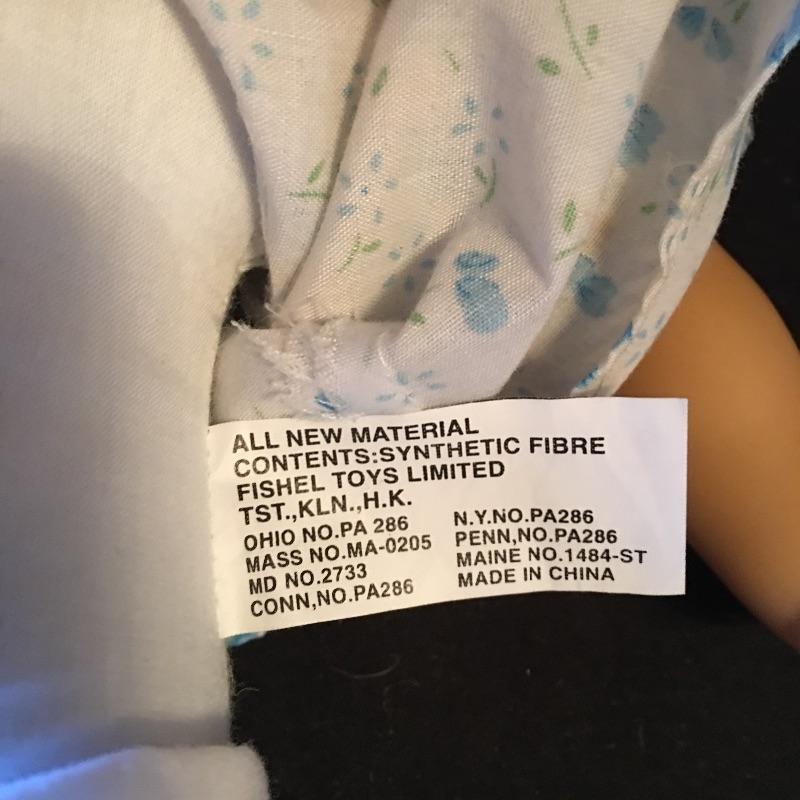 ALL NEW MATERIAL
CONTENTS:SYNTHETIC FIBRE
FISHEL TOYS LIMITED
TST.,KLN.,H.K.
OHIO NO.PA 286
MASS NO.MA-0205
MD NO.2733
CONN,NO.PA286
N.Y.NO.PA286
PENN,NO.PA286
MAINE NO.1484-ST
MADE IN CHINA